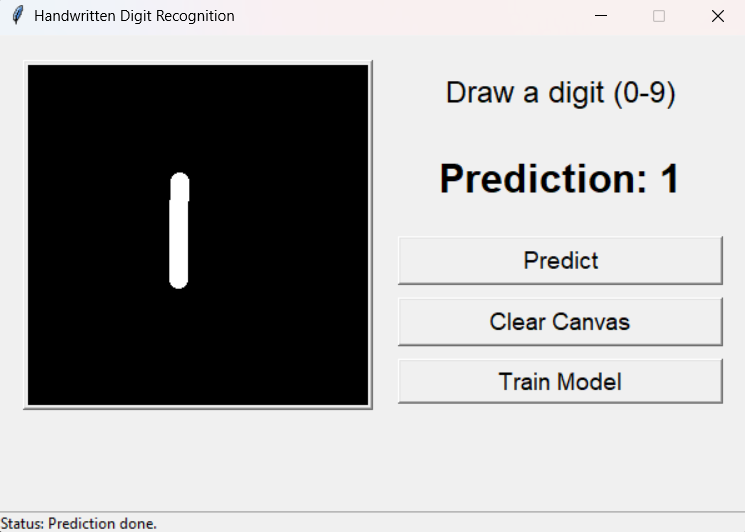 Handwritten Digit Recognition
Draw a digit (0-9)
Prediction: 1
Predict
Clear Canvas
Train Model
Status: Prediction done.